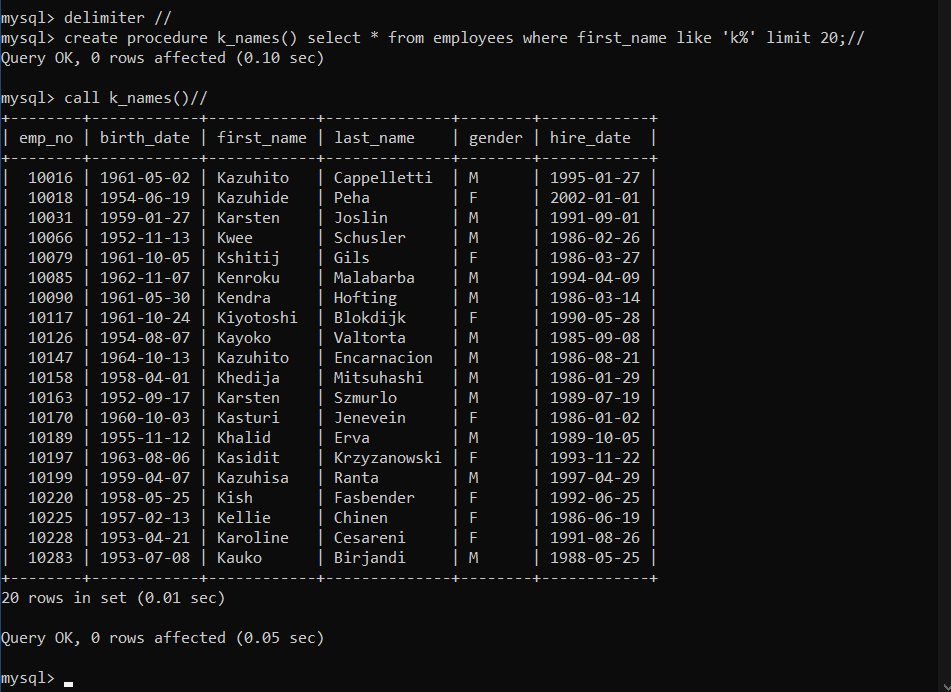 mysql> delimiter //
mysql> create procedure k_names() select * from employees where first_name like 'k%' limit 20;//
Query OK, 0 rows affected (0.10 sec)

mysql> call k_names()//
+--------+------------+------------+--------------+--------+------------+
| emp_no | birth_date | first_name | last_name    | gender | hire_date  |
+--------+------------+------------+--------------+--------+------------+
|  10016 | 1961-05-02 | Kazuhito   | Cappelletti  | M      | 1995-01-27 |
|  10018 | 1954-06-19 | Kazuhide   | Peha         | F      | 2002-01-01 |
|  10031 | 1959-01-27 | Karsten    | Joslin       | M      | 1991-09-01 |
|  10066 | 1952-11-13 | Kwee       | Schusler     | M      | 1986-02-26 |
|  10079 | 1961-10-05 | Kshitij    | Gils         | F      | 1986-03-27 |
|  10085 | 1962-11-07 | Kenroku    | Malabarba    | M      | 1994-04-09 |
|  10090 | 1961-05-30 | Kendra     | Hofting      | M      | 1986-03-14 |
|  10117 | 1961-10-24 | Kiyotoshi  | Blokdijk     | F      | 1990-05-28 |
|  10126 | 1954-08-07 | Kayoko     | Valtorta     | M      | 1985-09-08 |
|  10147 | 1964-10-13 | Kazuhito   | Encarnacion  | M      | 1986-08-21 |
|  10158 | 1958-04-01 | Khedija    | Mitsuhashi   | M      | 1986-01-29 |
|  10163 | 1952-09-17 | Karsten    | Szmurlo      | M      | 1989-07-19 |
|  10170 | 1960-10-03 | Kasturi    | Jenevein     | F      | 1986-01-02 |
|  10189 | 1955-11-12 | Khalid     | Erva         | M      | 1989-10-05 |
|  10197 | 1963-08-06 | Kasidit    | Krzyzanowski | F      | 1993-11-22 |
|  10199 | 1959-04-07 | Kazuhisa   | Ranta        | M      | 1997-04-29 |
|  10220 | 1958-05-25 | Kish       | Fasbender    | F      | 1992-06-25 |
|  10225 | 1957-02-13 | Kellie     | Chinen       | F      | 1986-06-19 |
|  10228 | 1953-04-21 | Karoline   | Cesareni     | F      | 1991-08-26 |
|  10283 | 1953-07-08 | Kauko      | Birjandi     | M      | 1988-05-25 |
+--------+------------+------------+--------------+--------+------------+
20 rows in set (0.01 sec)

Query OK, 0 rows affected (0.05 sec)

mysql> _